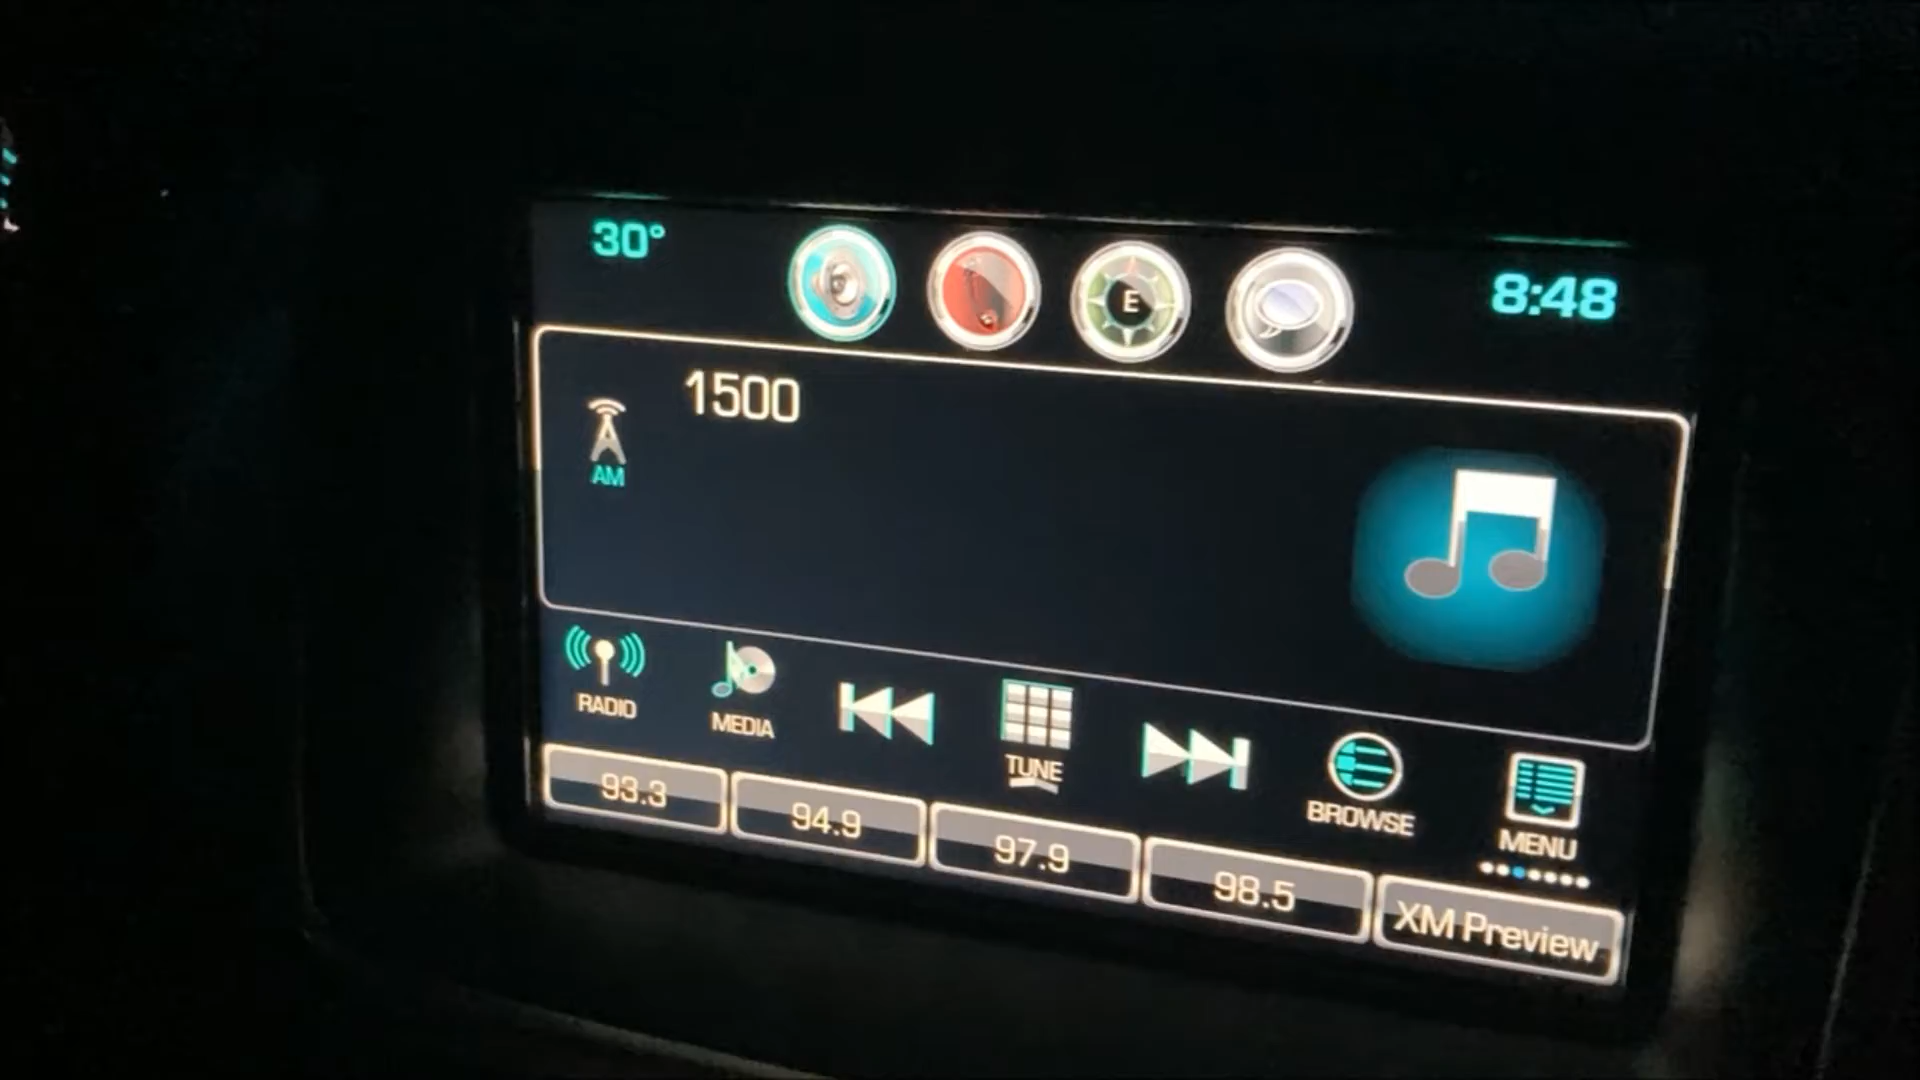 30°
E
8:48
1500
AM
RADIO
MEDIA
TUNE
BROWSE
MENU
93.3
94.9
97.9
98.5
XM Preview